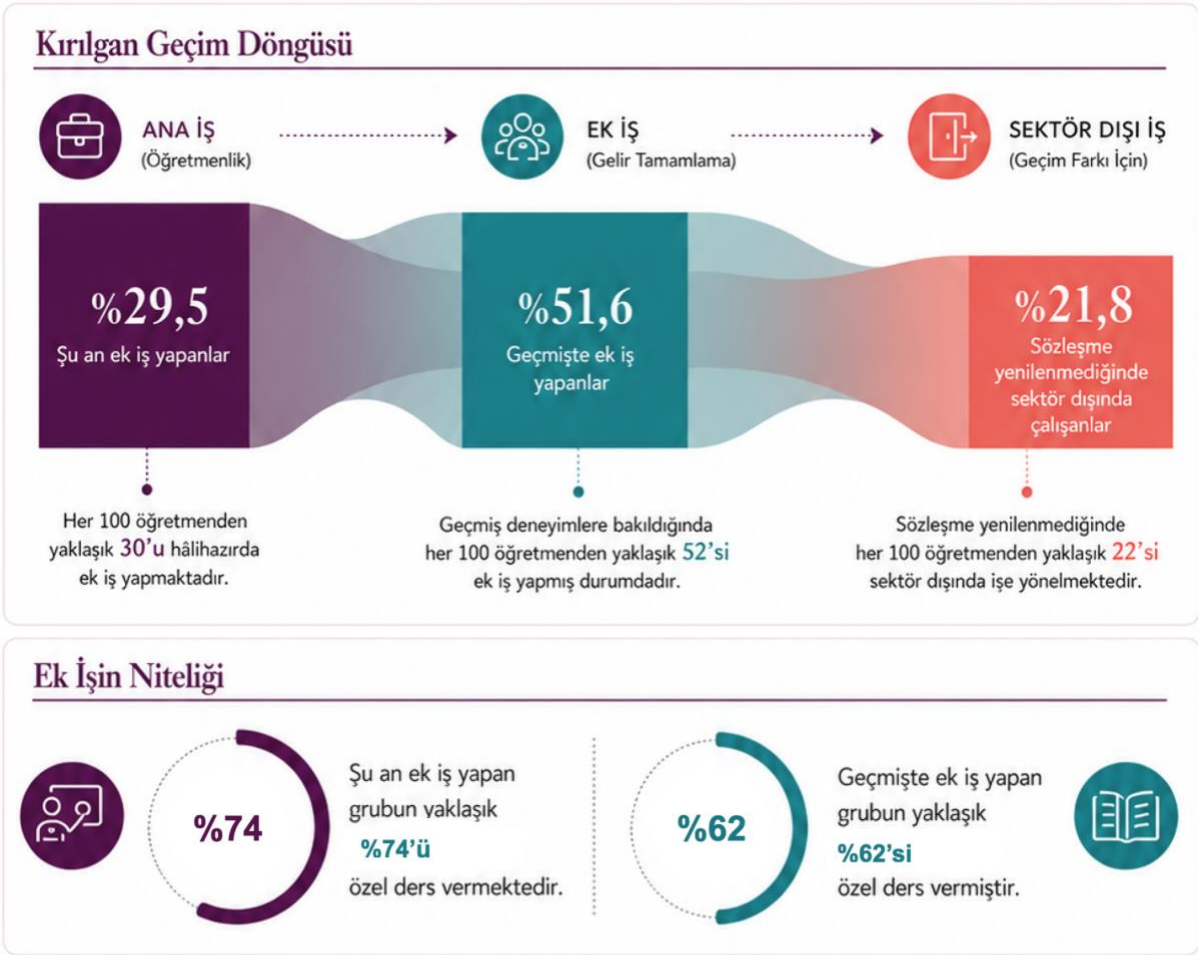 Kırılgan Geçim Döngüsü
ANA İŞ
(Öğretmenlik)
EK İŞ
(Gelir Tamamlama)
SEKTÖR DIŞI İŞ
(Geçim Farkı İçin)
%29,5
Şu an ek iş yapanlar
%51,6
Geçmişte ek iş
yapanlar
%21,8
Sözleşme
yenilenmediğinde
sektör dışında
çalışanlar
Her 100 öğretmenden
yaklaşık 30'u hâlihazırda
ek iş yapmaktadır.
Geçmiş deneyimlere bakıldığında
her 100 öğretmenden yaklaşık 52'si
ek iş yapmış durumdadır.
Sözleşme yenilenmediğinde
her 100 öğretmenden yaklaşık 22'si
sektör dışında işe yönelmektedir.
Ek İşin Niteliği
%74
Şu an ek iş yapan
grubun yaklaşık
%74'ü
özel ders vermektedir.
%62
Geçmişte ek iş yapan
grubun yaklaşık
%62'si
özel ders vermiştir.